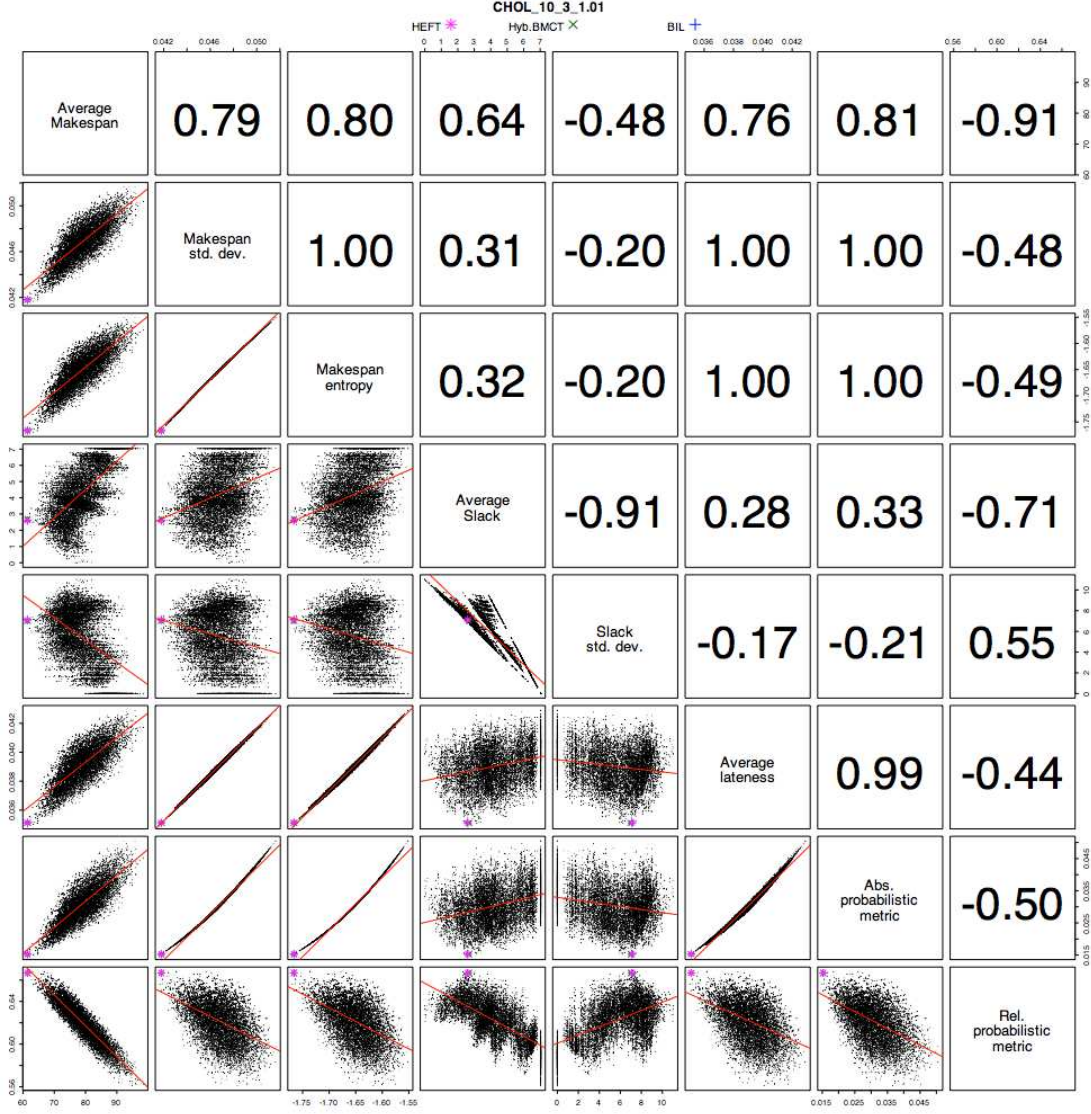 CHOL_10_3_1.01
HEFT Hyb.BMCT BIL
0.042 0.046 0.050 0 1 2 3 4 5 6 7 0.036 0.038 0.040 0.042 0.56 0.60 0.64
Average
Makespan
0.79 0.80 0.64 -0.48 0.76 0.81 -0.91
60 70 80 90
0.042 0.046 0.050
Makespan
std. dev.
1.00 0.31 -0.20 1.00 1.00 -0.48
Makespan
entropy
0.32 -0.20 1.00 1.00 -0.49
-1.75 -1.70 -1.65 -1.60 -1.55
0 1 2 3 4 5 6 7
Average
Slack
-0.91 0.28 0.33 -0.71
Slack
std. dev.
-0.17 -0.21 0.55
0 2 4 6 8 10
0.036 0.038 0.040 0.042
Average
lateness
0.99 -0.44
Abs.
probabilistic
metric
-0.50
0.015 0.025 0.035 0.045
0.56 0.60 0.64
Rel.
probabilistic
metric
60 70 80 90 -1.75 -1.70 -1.65 -1.60 -1.55 0 2 4 6 8 10 0.015 0.025 0.035 0.045